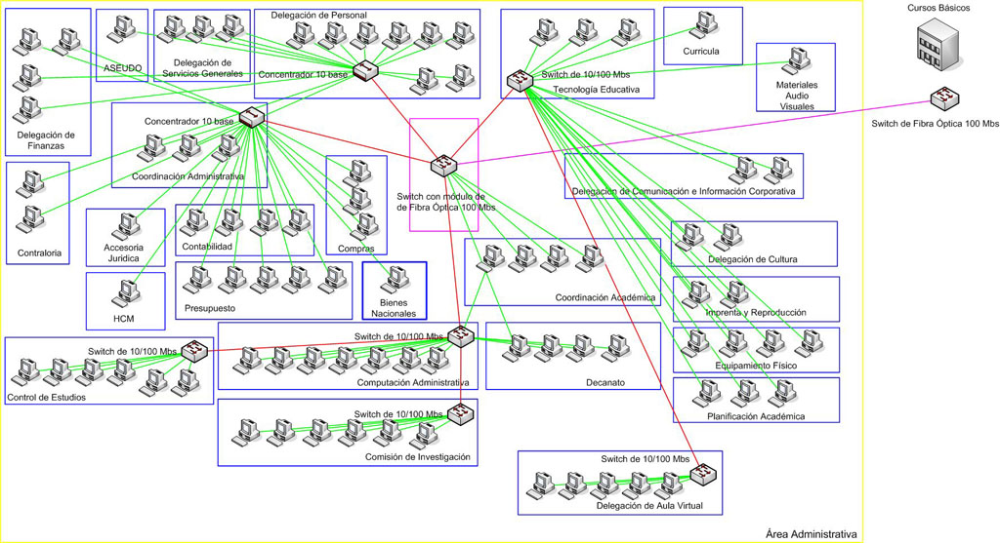 Cursos Básicos
Switch de Fibra Óptica 100 Mbs
Delegación de Personal
Concentrador 10 base
ASEUDO
Delegación de
Servicios Generales
Delegación de
Finanzas
Switch de 10/100 Mbs
Tecnología Educativa
Curricula
Materiales
Audio
Visuales
Concentrador 10 base
Coordinación Administrativa
Switch con módulo de
de Fibra Óptica 100 Mbs
Delegación de Comunicación e Información Corporativa
Contraloria
Accesoria
Juridica
Contabilidad
Compras
Delegación de Cultura
HCM
Presupuesto
Bienes
Nacionales
Coordinación Académica
Imprenta y Reproducción
Switch de 10/100 Mbs
Control de Estudios
Switch de 10/100 Mbs
Computación Administrativa
Decanato
Equipamiento Físico
Planificación Académica
Switch de 10/100 Mbs
Comisión de Investigación
Switch de 10/100 Mbs
Delegación de Aula Virtual
Área Administrativa